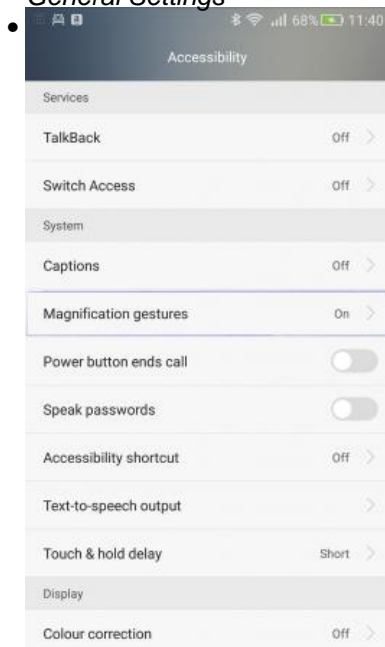 General Settings
68% 11:40
Accessibility
Services
TalkBack Off
Switch Access Off
System
Captions Off
Magnification gestures On
Power button ends call
Speak passwords
Accessibility shortcut Off
Text-to-speech output
Touch & hold delay Short
Display
Colour correction Off